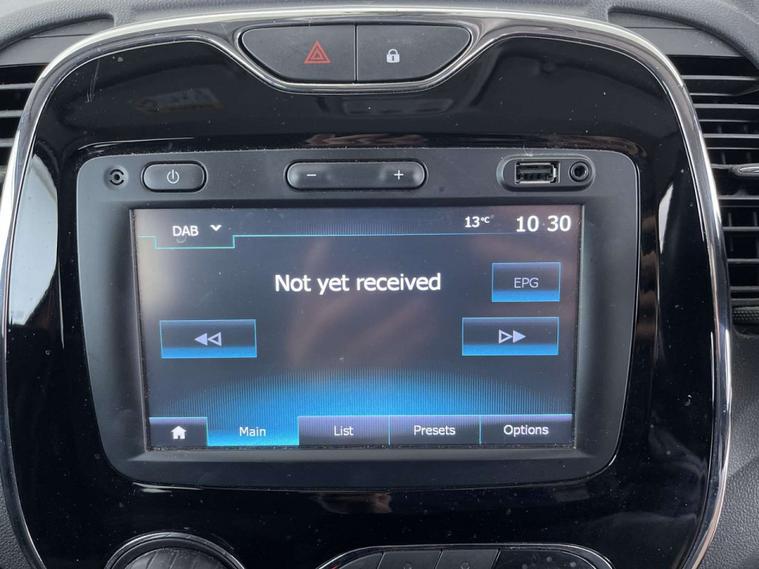 − +
DAB 13°C 10 30
Not yet received
EPG
Main List Presets Options